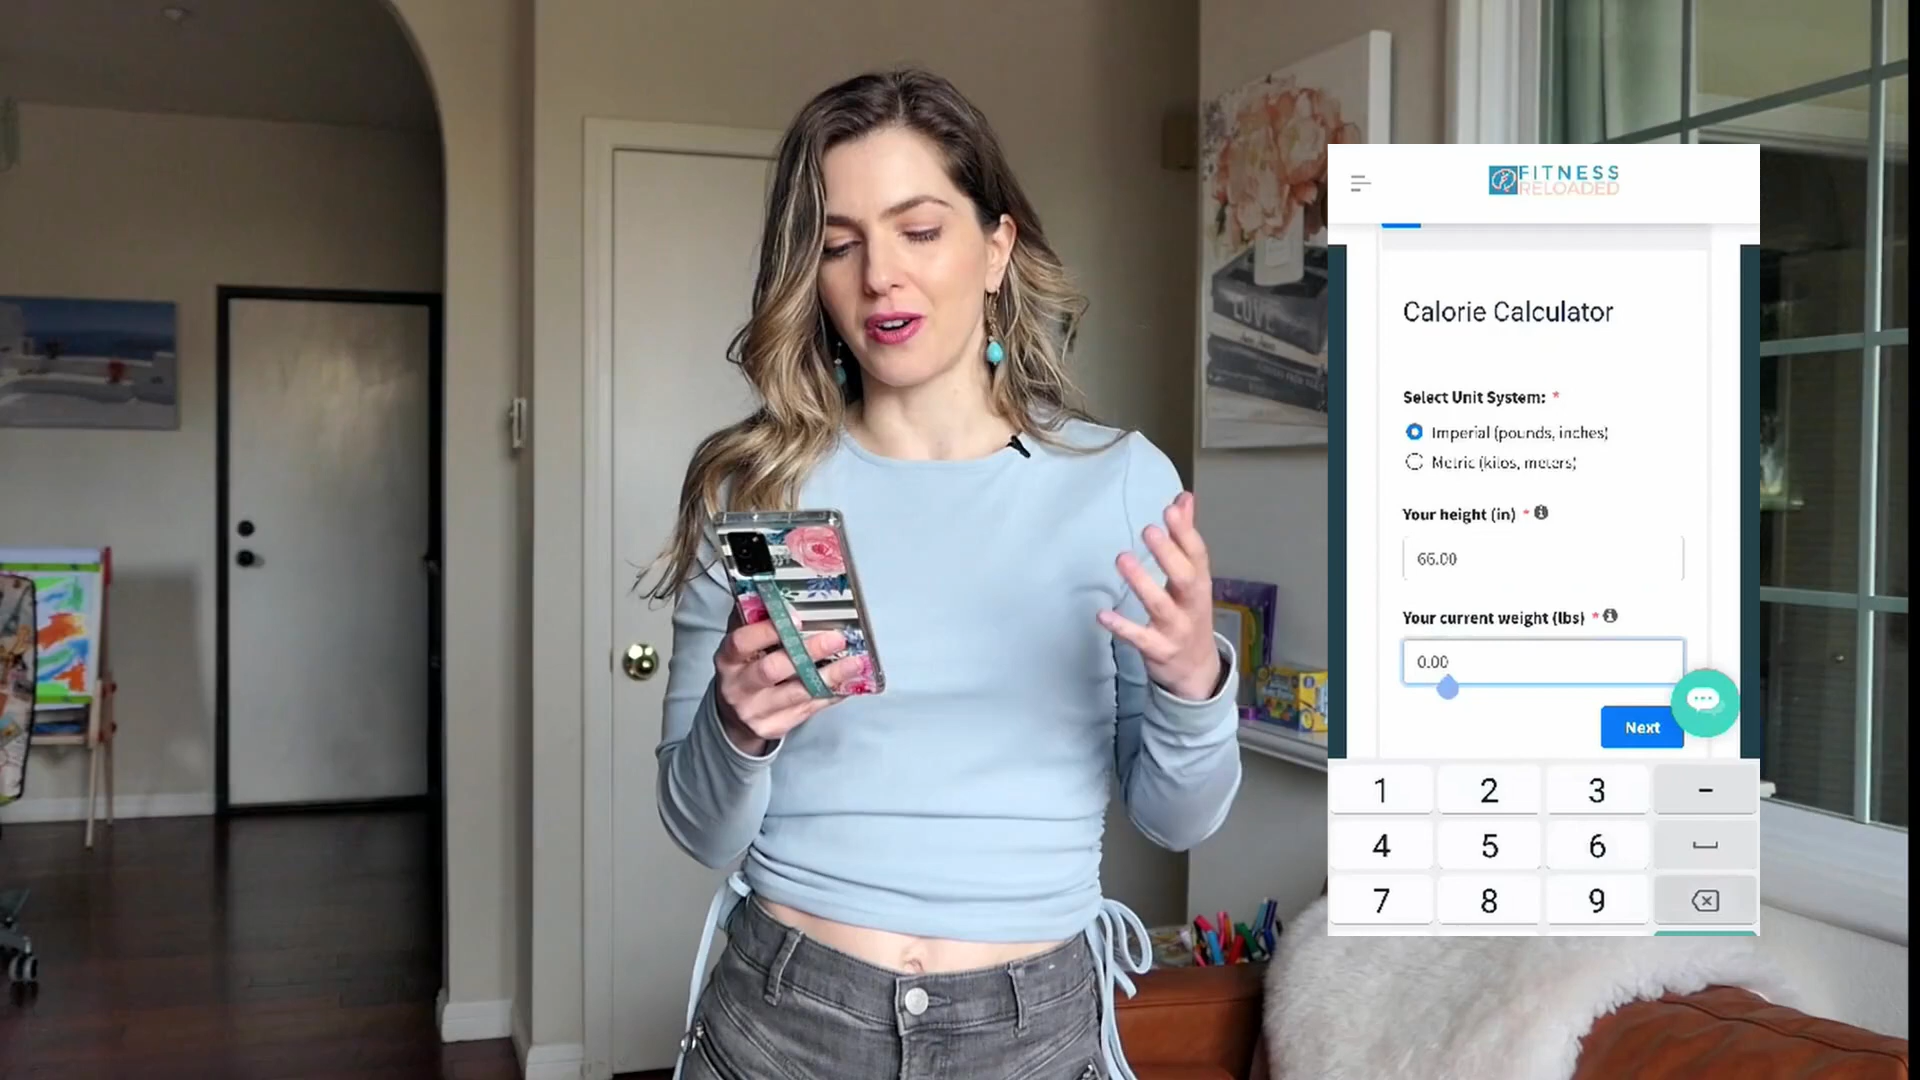 LOVE
FITNESS
RELOADED
Calorie Calculator
Select Unit System: *
Imperial (pounds, inches)
Metric (kilos, meters)
Your height (in) *
66.00
Your current weight (lbs) *
0.00
Next
1 2 3 -
4 5 6
7 8 9